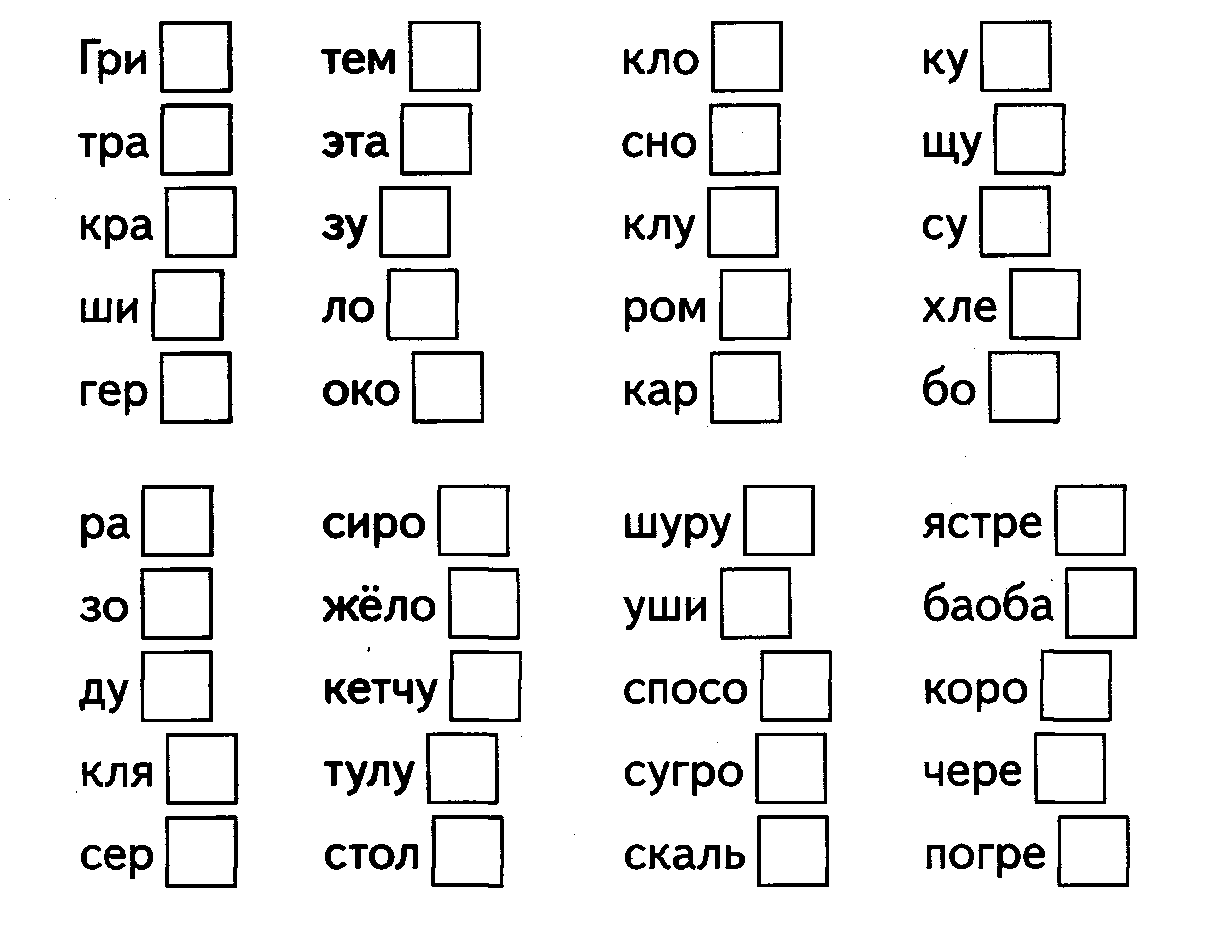 Гри тем кло ку
тра эта сно щу
кра зу клу су
ши ло ром хле
гер око кар бо
ра сиро шуру ястре
зо жёло уши баоба
ду кетчу спосо коро
кля тулу сугро чере
сер стол скаль погре